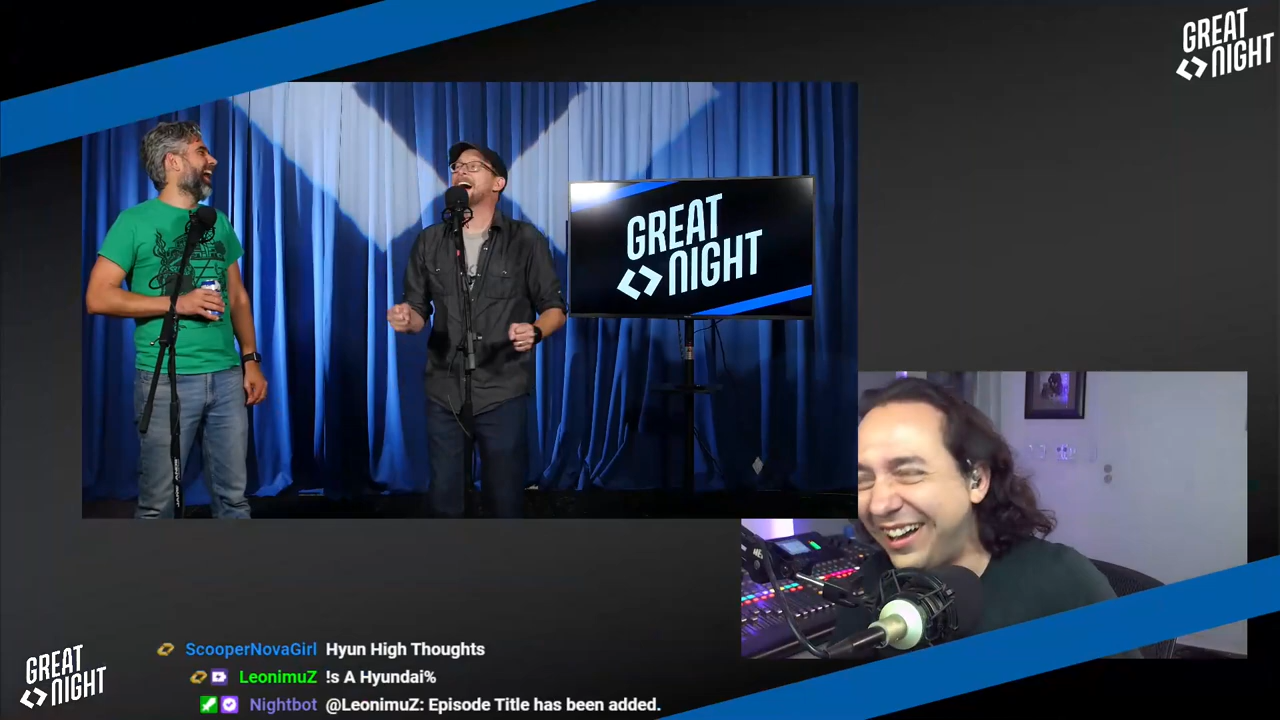 GREAT
NIGHT
GREAT
NIGHT
ScooperNovaGirl Hyun High Thoughts
LeonimuZ !s A Hyundai%
Nightbot @LeonimuZ: Episode Title has been added.
GREAT
NIGHT